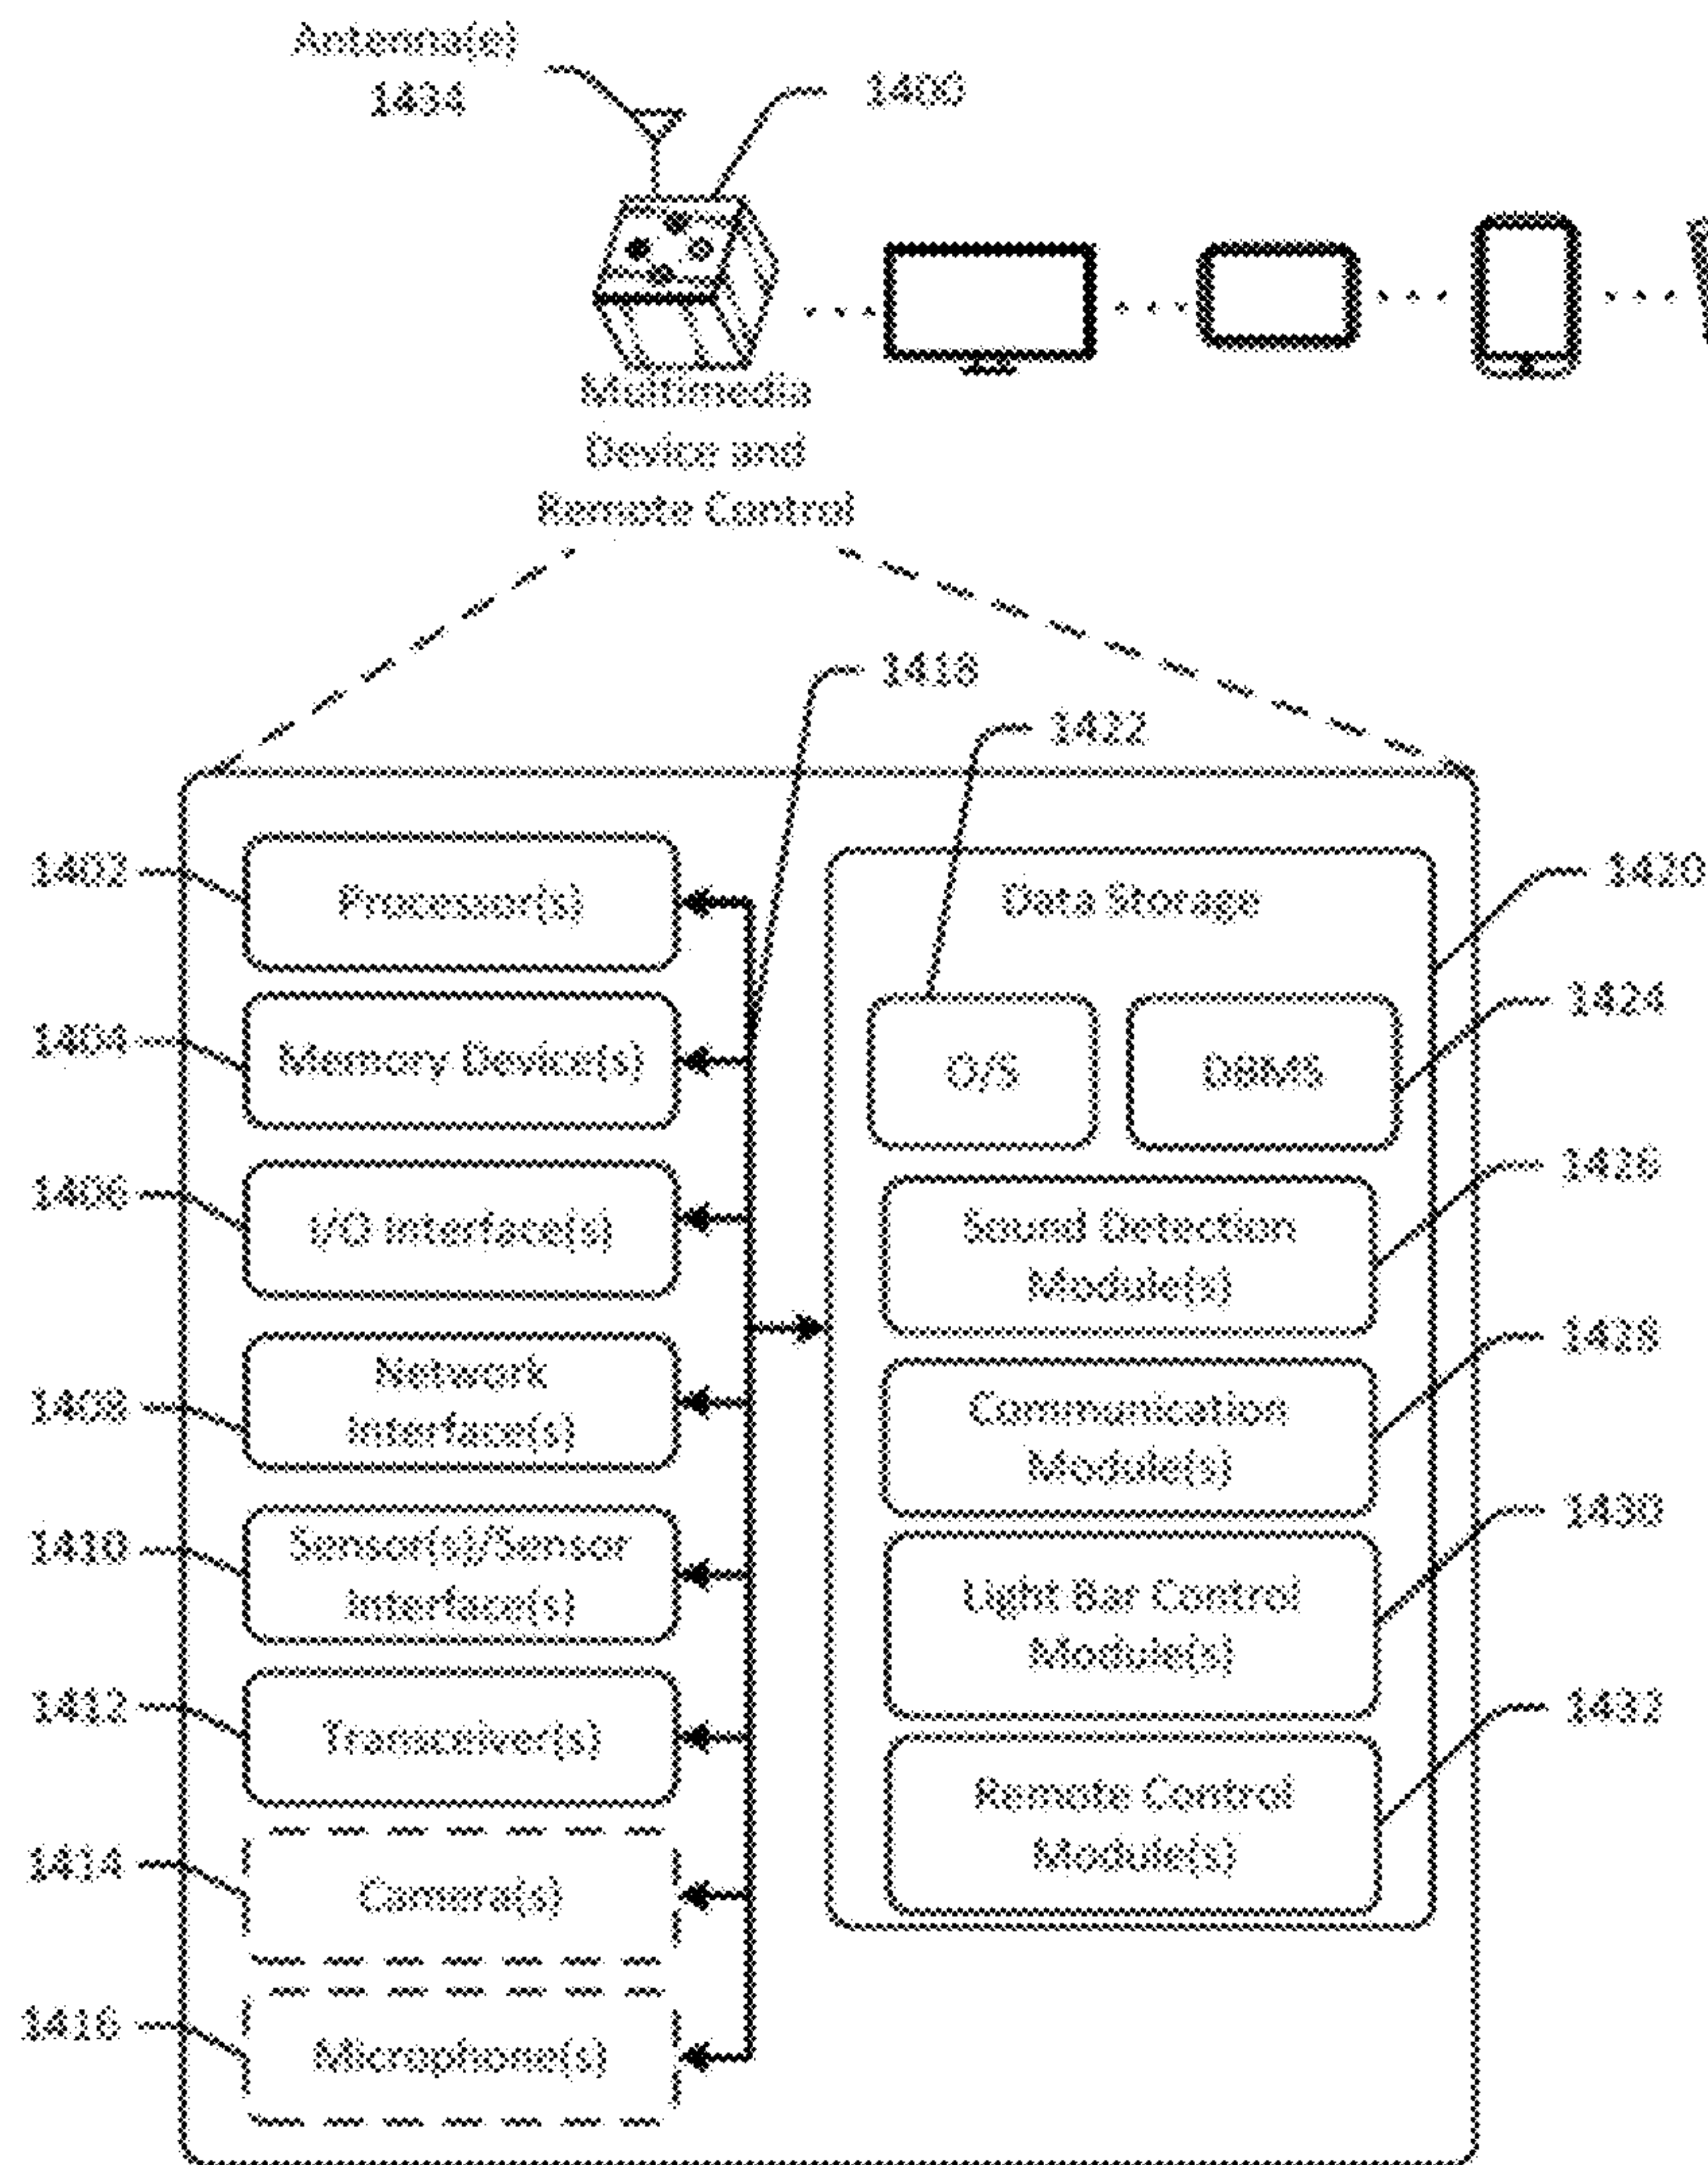 Antenna(e)
1434
1400
Multimedia
Device and
Remote Control
1418
1422
1402
Processor(s)
1404
Memory Device(s)
1406
I/O Interface(s)
1408
Network
Interface(s)
1410
Sensor(s)/Sensor
Interface(s)
1412
Transceiver(s)
1414
Camera(s)
1416
Microphone(s)
Data Storage
1420
O/S
DBMS
1424
Sound Detection
Module(s)
1426
Communication
Module(s)
1428
Light Bar Control
Module(s)
1430
Remote Control
Module(s)
1432